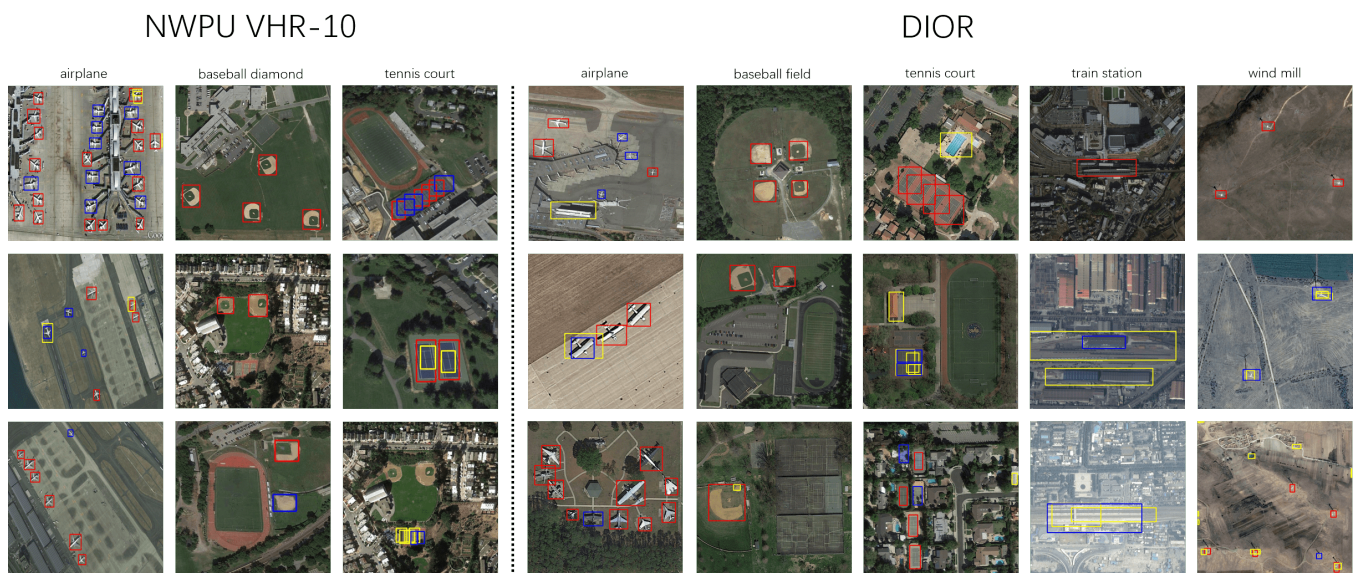 NWPU VHR-10
DIOR
airplane
baseball diamond
tennis court
airplane
baseball field
tennis court
train station
wind mill